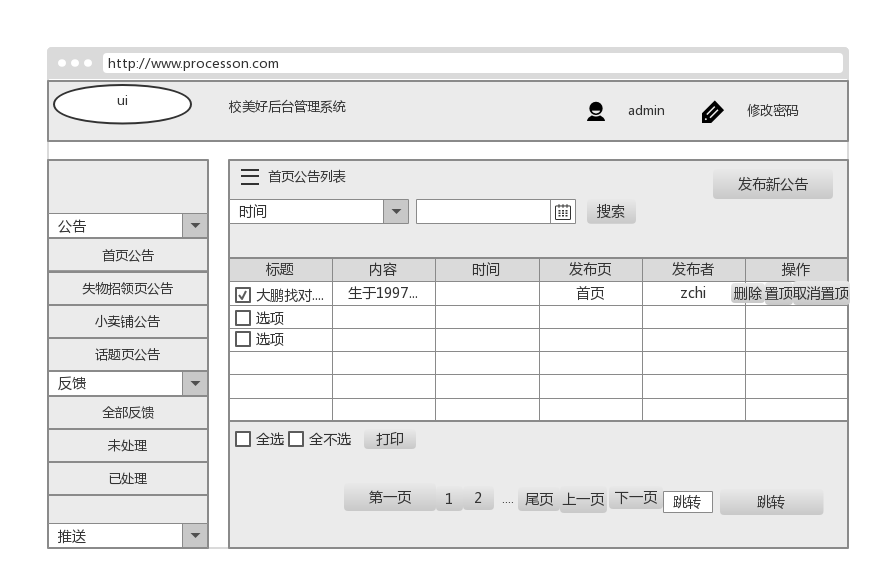 http://www.processon.com
ui
校美好后台管理系统
admin
修改密码
公告
首页公告
失物招领页公告
小卖铺公告
话题页公告
反馈
全部反馈
未处理
已处理
推送
首页公告列表
发布新公告
时间
搜索
标题 内容 时间 发布页 发布者 操作
大鹏找对.... 生于1997... 首页 zchi 删除 置顶 取消置顶
选项
选项
全选 全不选 打印
第一页 1 2 .... 尾页 上一页 下一页 跳转 跳转